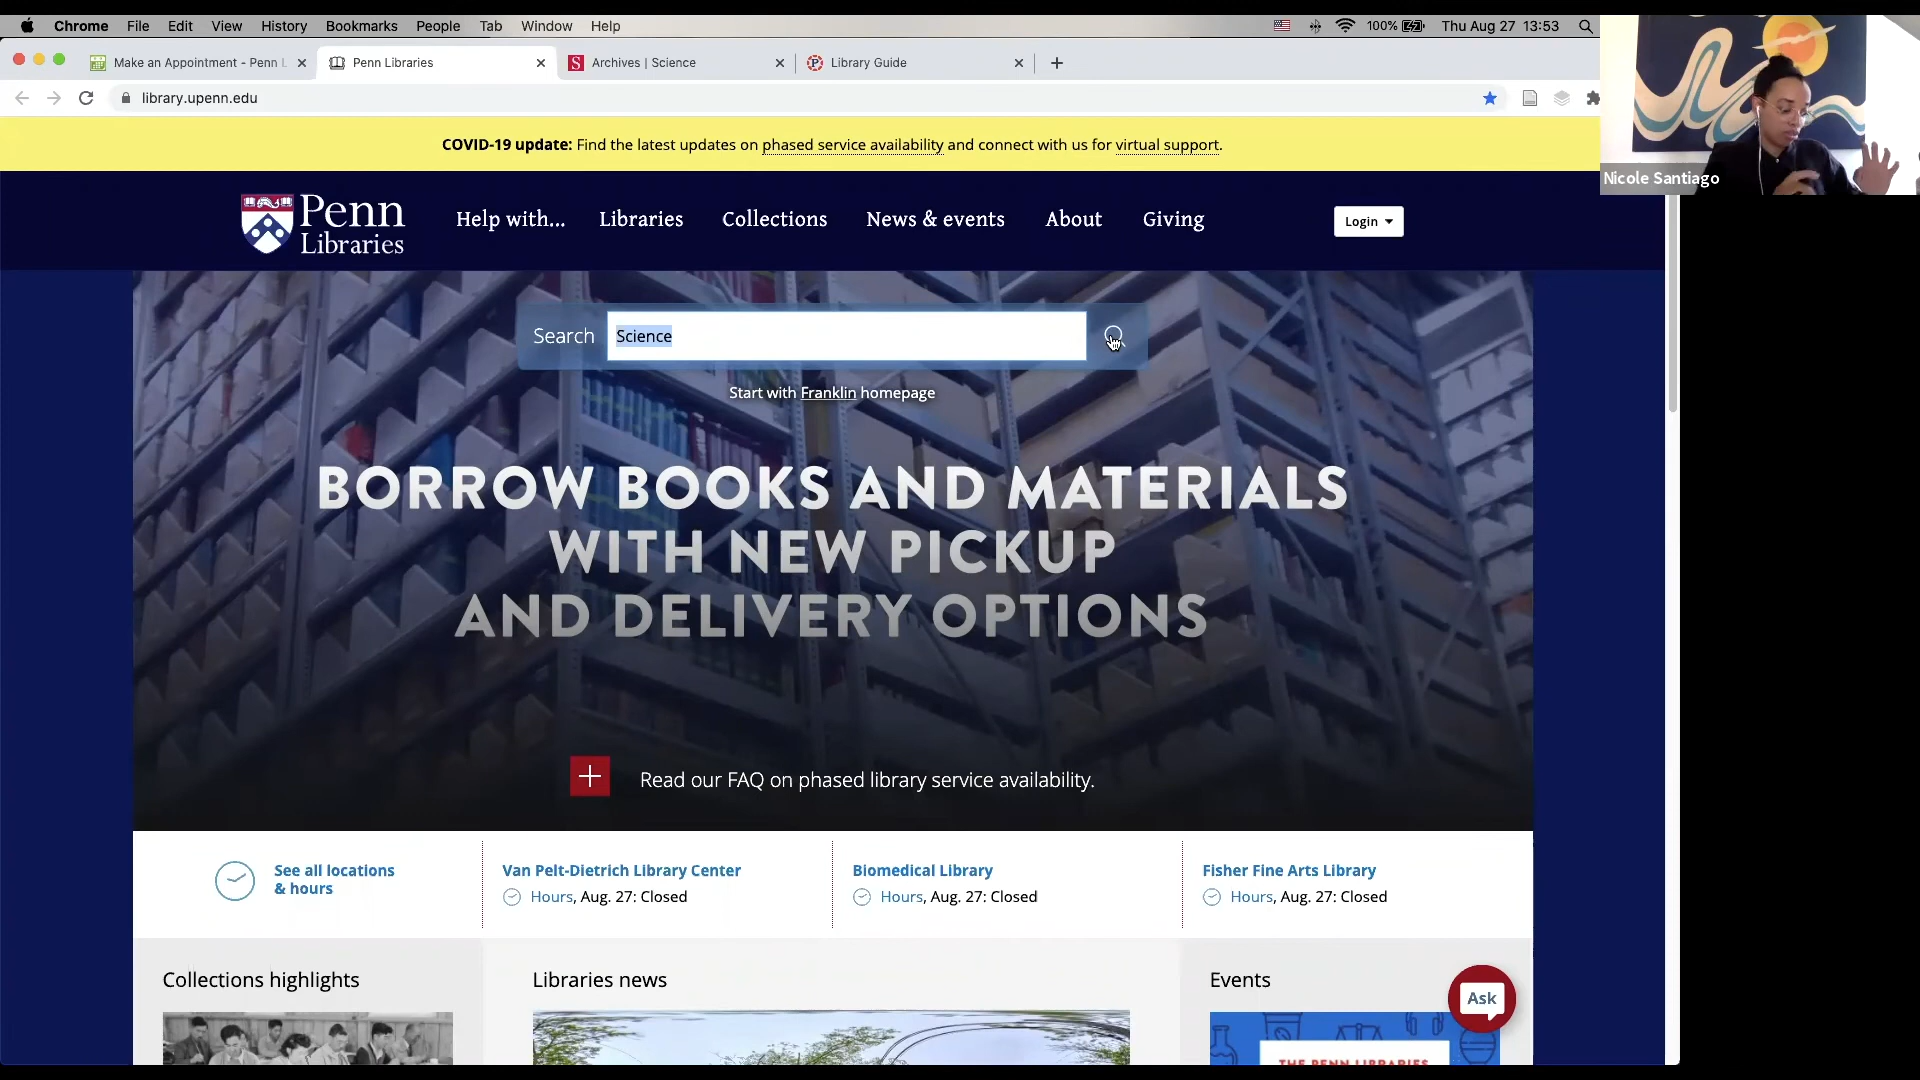 Chrome File Edit View History Bookmarks People Tab Window Help 100% Thu Aug 27 13:53
Make an Appointment - Penn L
Penn Libraries
Archives | Science
Library Guide
library.upenn.edu
COVID-19 update: Find the latest updates on phased service availability and connect with us for virtual support.
Nicole Santiago
Penn Libraries
Help with... Libraries Collections News & events About Giving Login
Search Science
Start with Franklin homepage
BORROW BOOKS AND MATERIALS
WITH NEW PICKUP
AND DELIVERY OPTIONS
Read our FAQ on phased library service availability.
See all locations
& hours
Van Pelt-Dietrich Library Center
Hours, Aug. 27: Closed
Biomedical Library
Hours, Aug. 27: Closed
Fisher Fine Arts Library
Hours, Aug. 27: Closed
Collections highlights
Libraries news
Events
Ask
THE PENN LIBRARIES